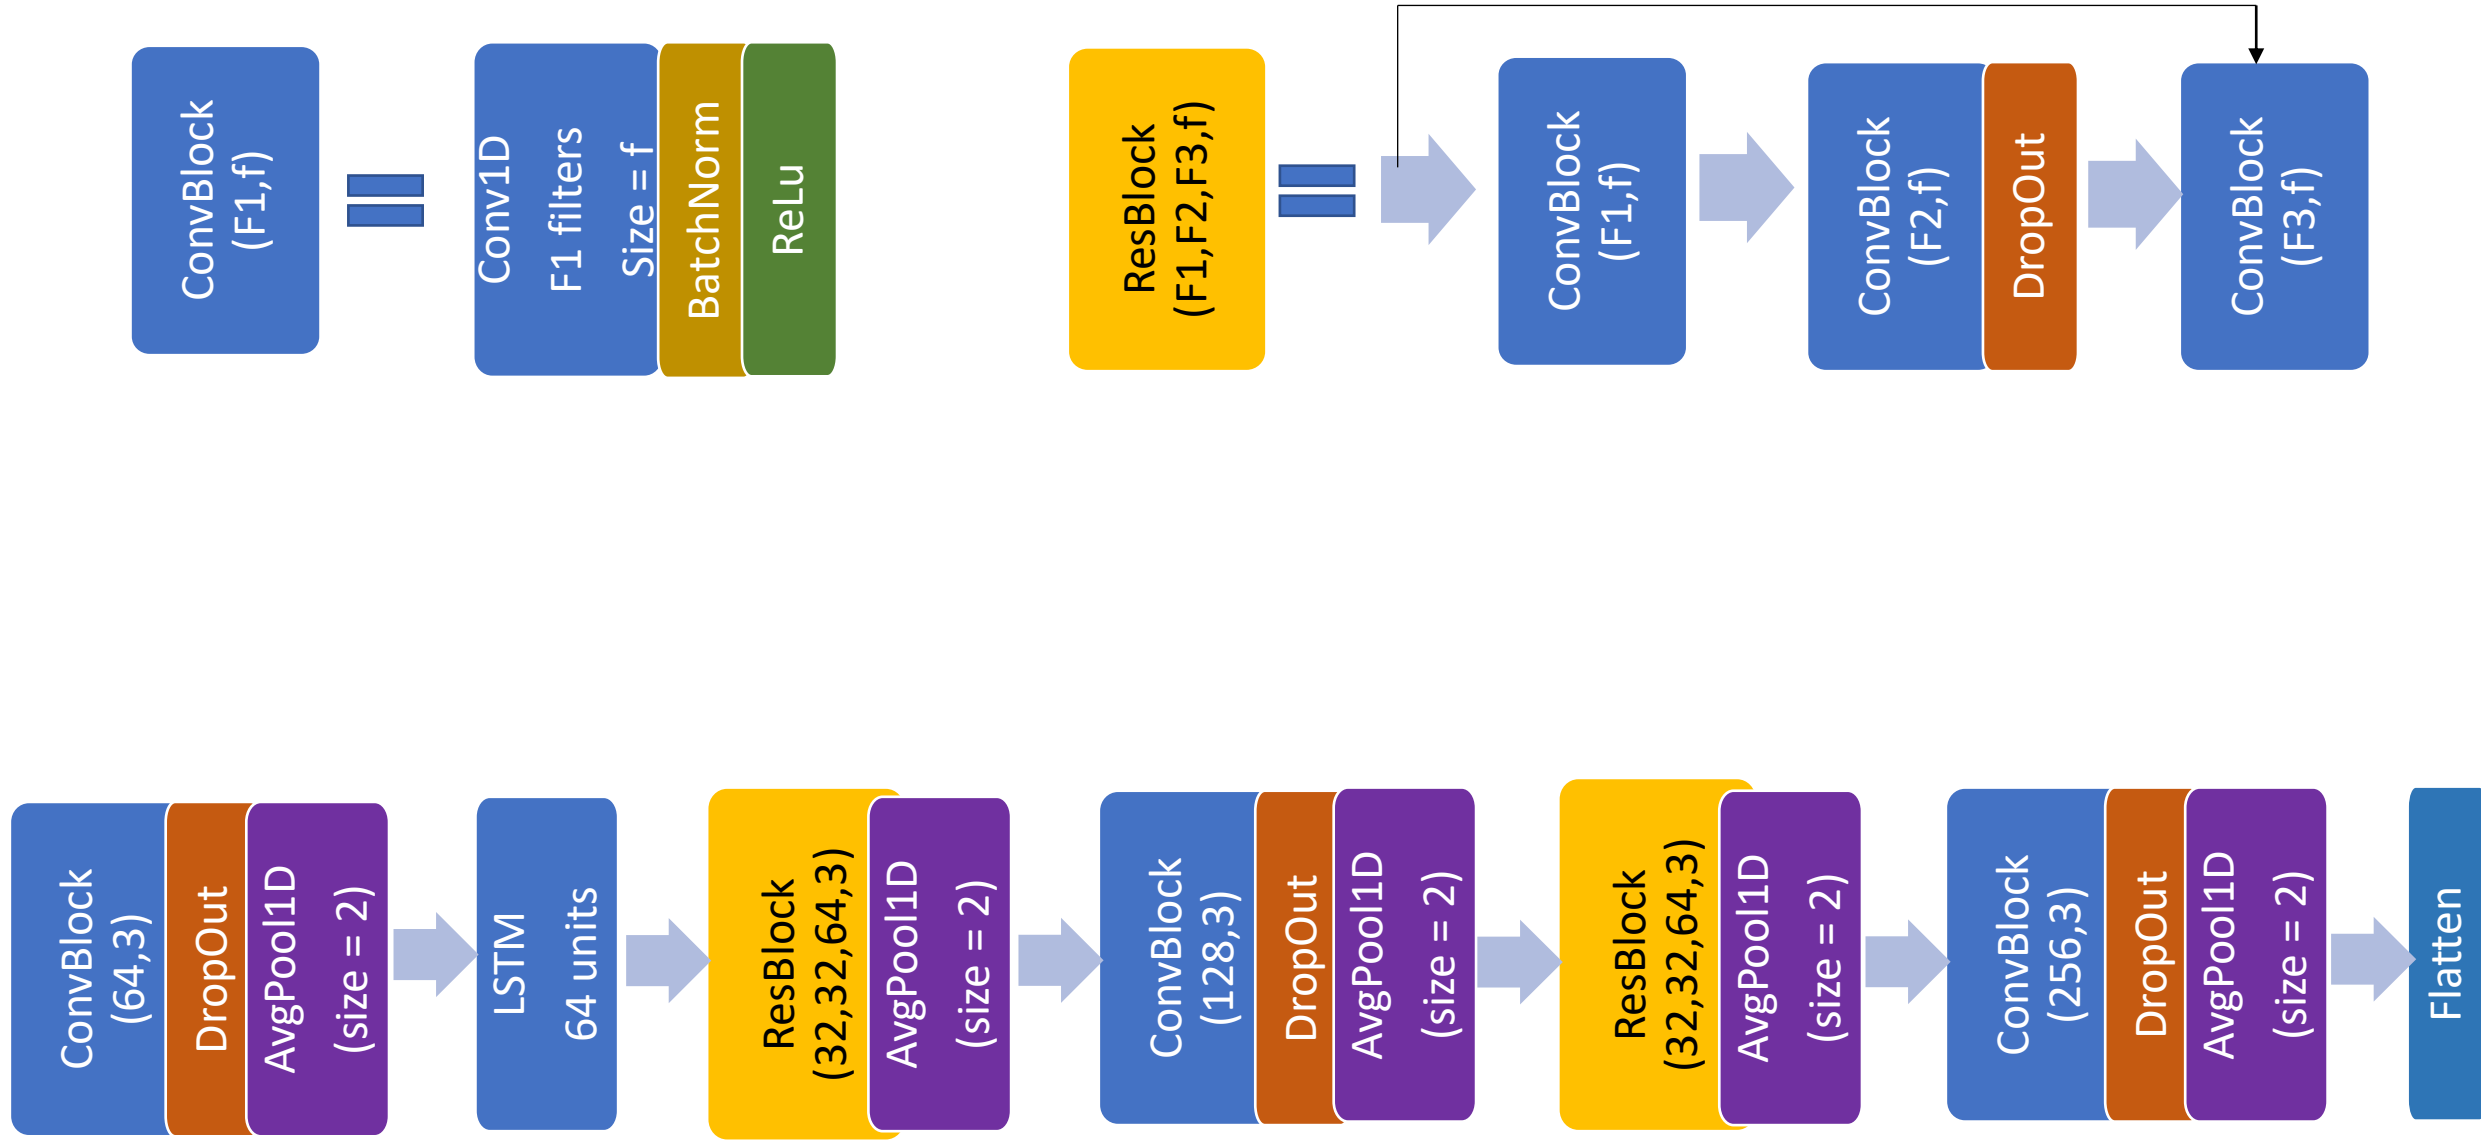 ConvBlock
(F1,f)
Conv1D
F1 filters
Size = f
BatchNorm
ReLu
ResBlock
(F1,F2,F3,f)
ConvBlock
(F1,f)
ConvBlock
(F2,f)
DropOut
ConvBlock
(F3,f)
ConvBlock
(64,3)
DropOut
AvgPool1D
(size = 2)
LSTM
64 units
ResBlock
(32,32,64,3)
AvgPool1D
(size = 2)
ConvBlock
(128,3)
DropOut
AvgPool1D
(size = 2)
ResBlock
(32,32,64,3)
AvgPool1D
(size = 2)
ConvBlock
(256,3)
DropOut
AvgPool1D
(size = 2)
Flatten